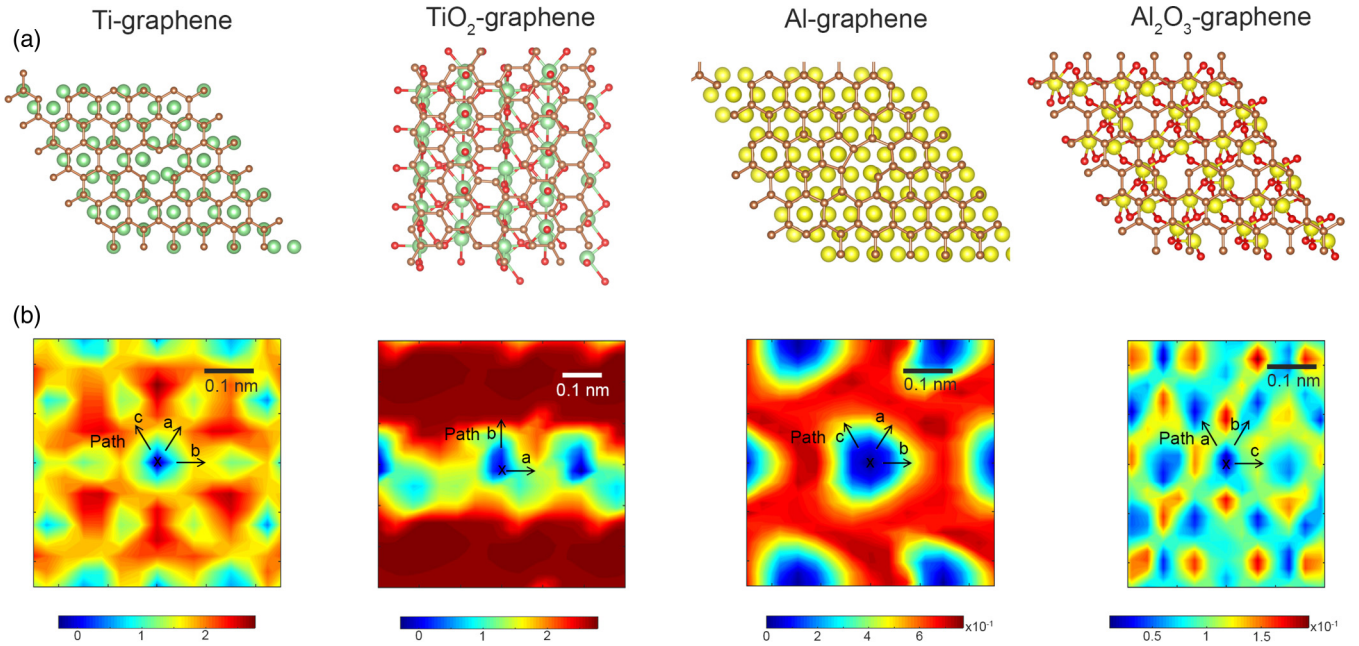 Ti-graphene TiO₂-graphene Al-graphene Al₂O₃-graphene
(a)
(b)
0.1 nm
c a
Path
b
x
0.1 nm
Path b
a
x
0.1 nm
a
Path c
b
x
0.1 nm
Path a b
c
x
0 1 2
0 1 2
0 2 4 6 x10⁻¹
0.5 1 1.5 x10⁻¹